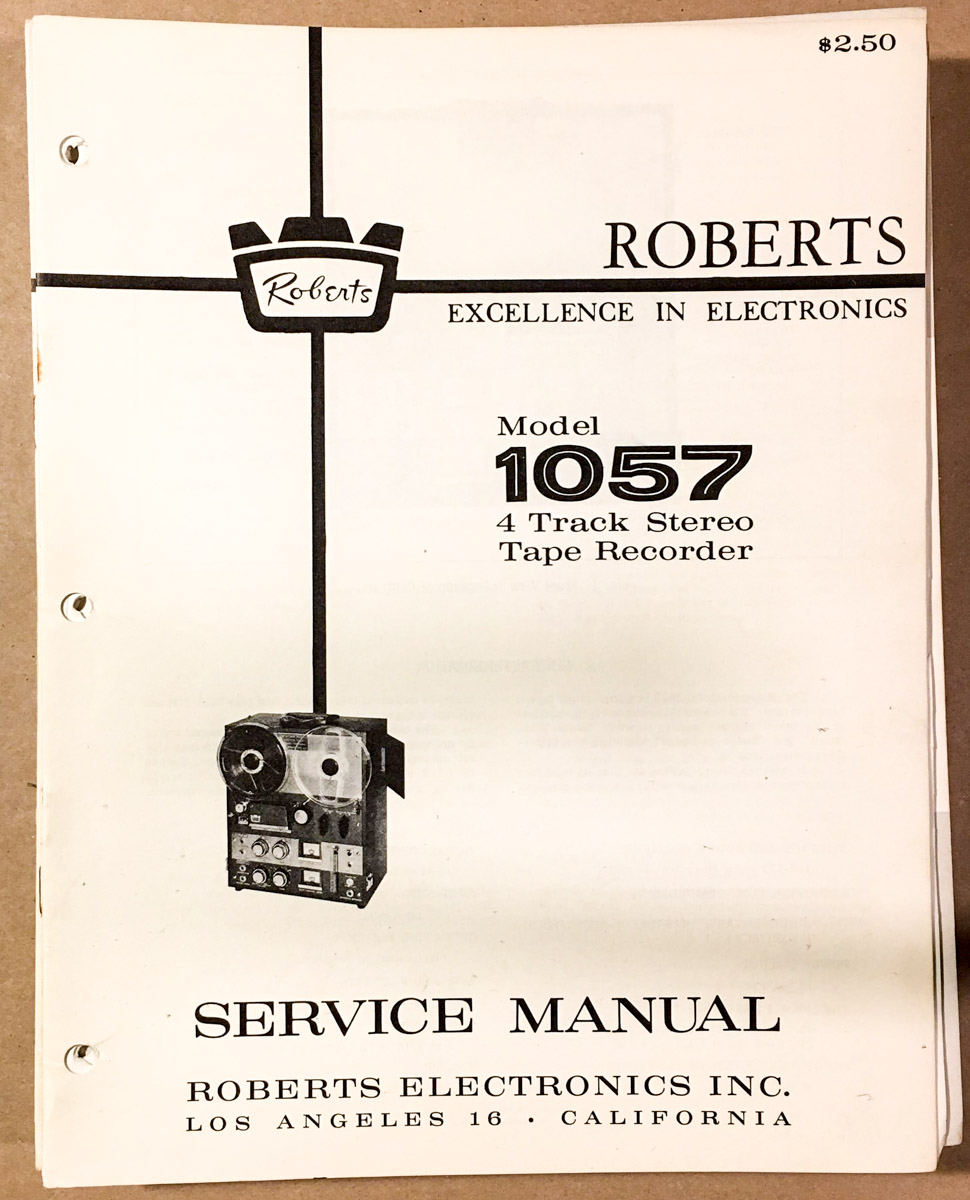 $2.50
ROBERTS
Roberts
EXCELLENCE IN ELECTRONICS
Model
1057
4 Track Stereo
Tape Recorder
SERVICE MANUAL
ROBERTS ELECTRONICS INC.
LOS ANGELES 16 · CALIFORNIA